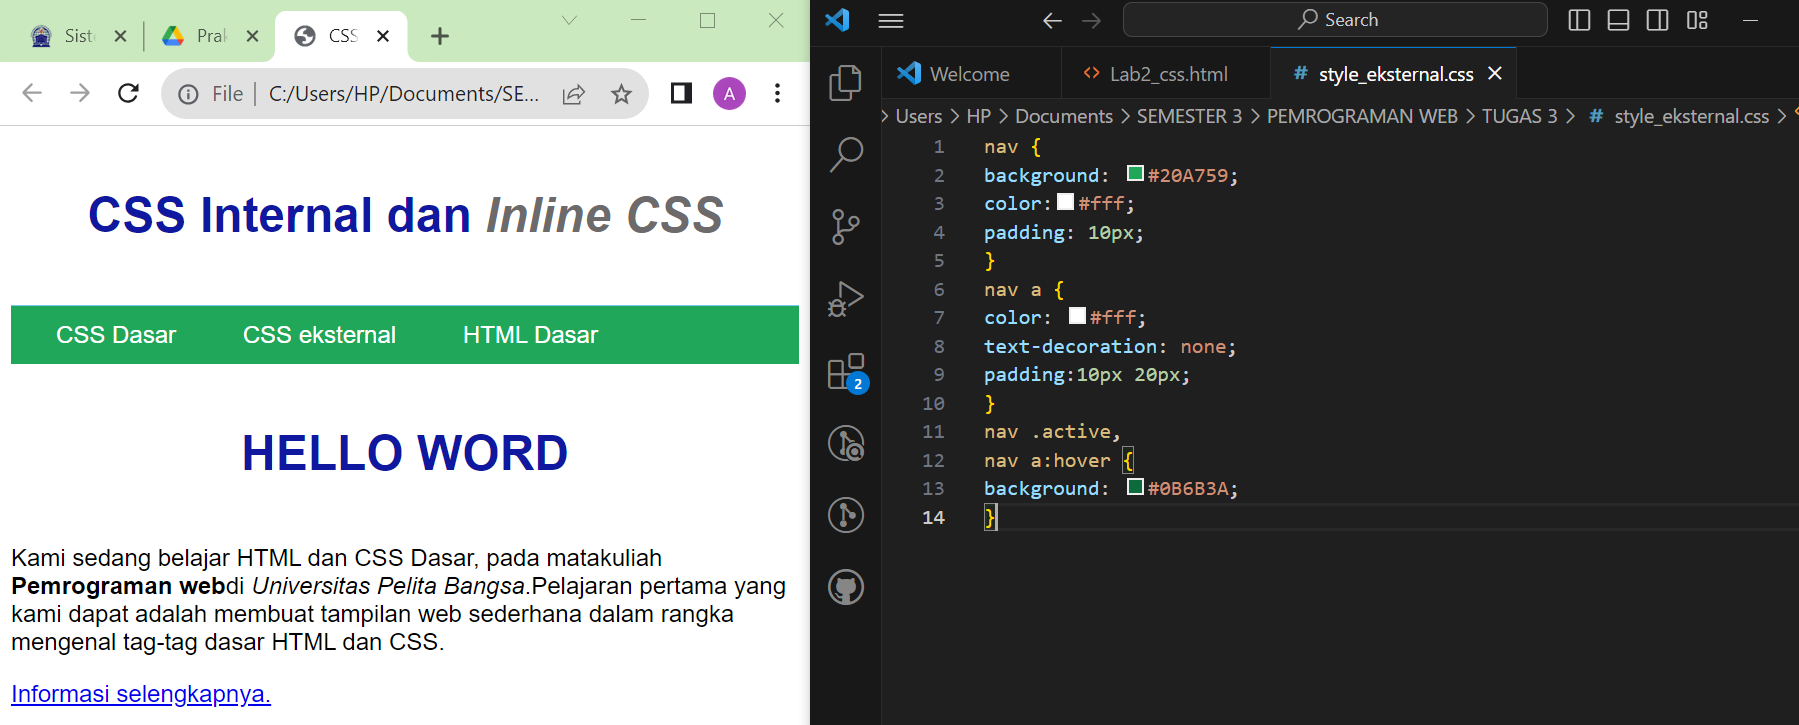 Sist
Prak
CSS
File
C:/Users/HP/Documents/SE...
A
CSS Internal dan Inline CSS
CSS Dasar
CSS eksternal
HTML Dasar
HELLO WORD
Kami sedang belajar HTML dan CSS Dasar, pada matakuliah
Pemrograman webdi Universitas Pelita Bangsa.Pelajaran pertama yang
kami dapat adalah membuat tampilan web sederhana dalam rangka
mengenal tag-tag dasar HTML dan CSS.
Informasi selengkapnya.
Search
Welcome
<> Lab2_css.html
# style_eksternal.css
> Users > HP > Documents > SEMESTER 3 > PEMROGRAMAN WEB > TUGAS 3 > # style_eksternal.css >
2
1 nav {
2 background: #20A759;
3 color:#fff;
4 padding: 10px;
5 }
6 nav a {
7 color: #fff;
8 text-decoration: none;
9 padding:10px 20px;
10 }
11 nav .active,
12 nav a:hover {
13 background: #0B6B3A;
14 }